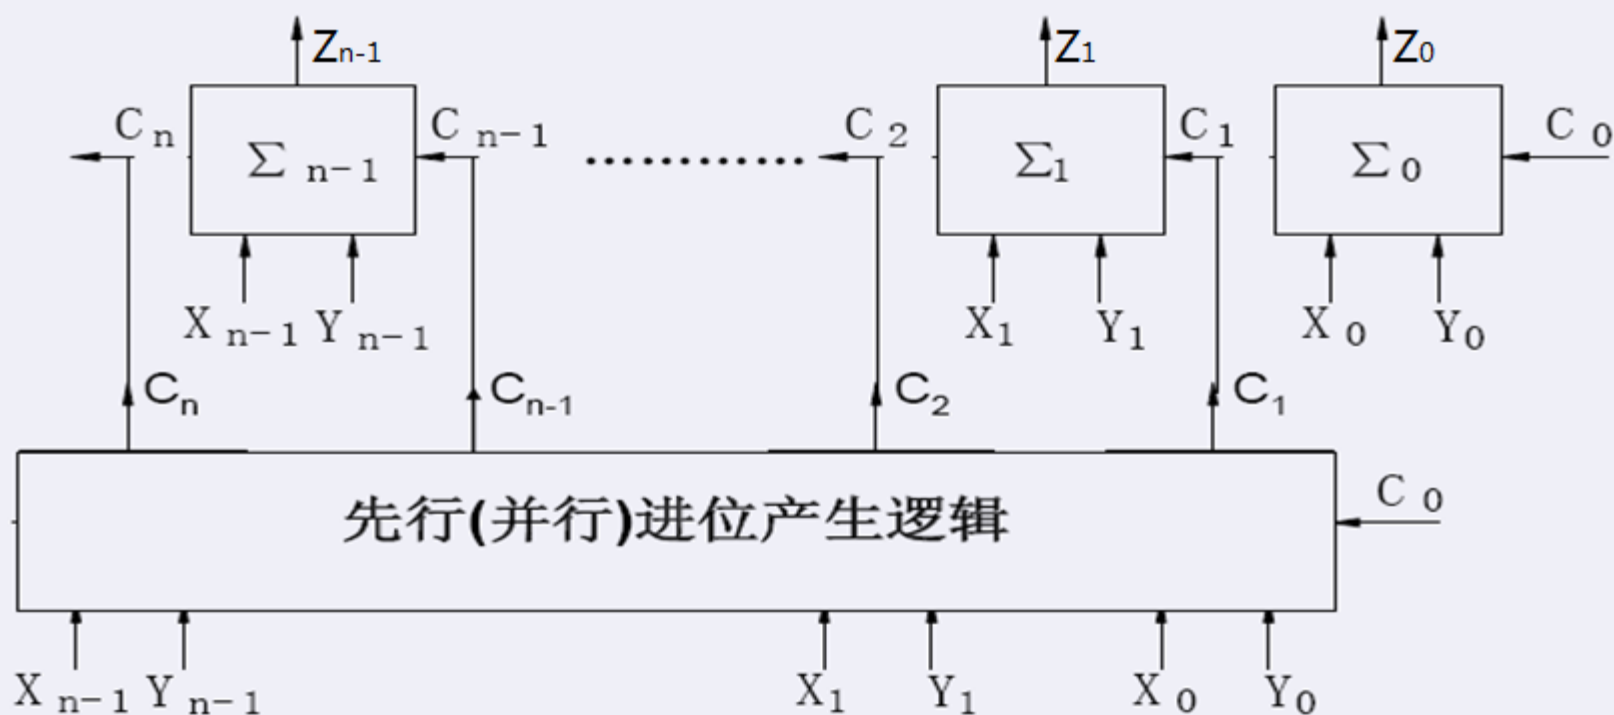 Zn-1 Z1 Z0
Cn Cn-1 C2 C1 C0
Σn-1 ············ Σ1 Σ0
Xn-1 Yn-1 X1 Y1 X0 Y0
Cn Cn-1 C2 C1
先行(并行)进位产生逻辑 C0
Xn-1 Yn-1 X1 Y1 X0 Y0